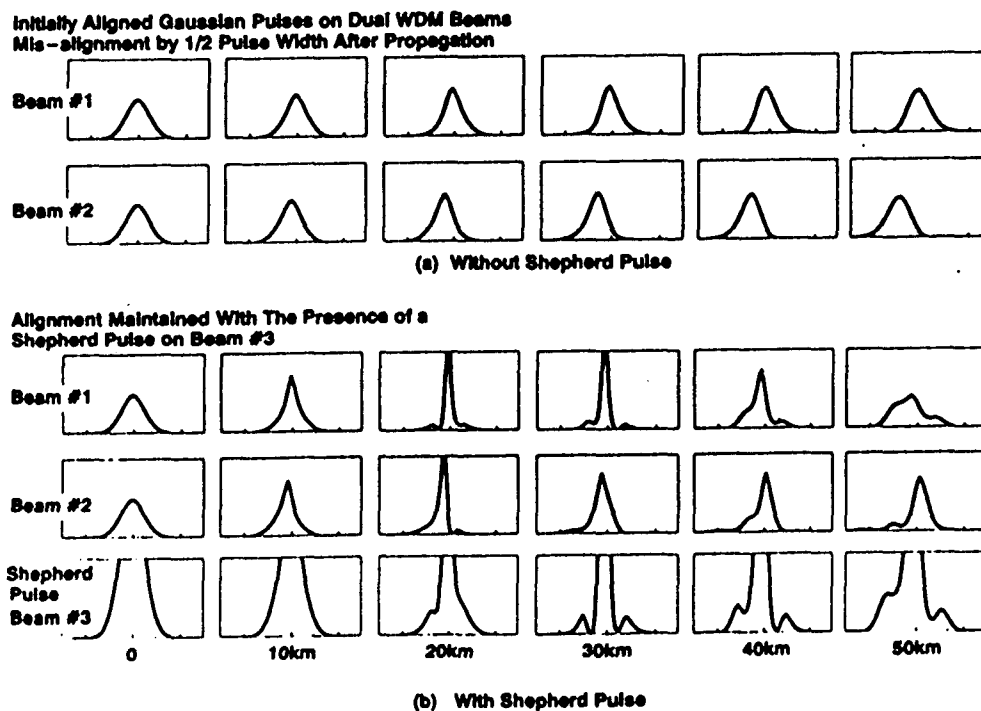 Initially Aligned Gaussian Pulses on Dual WDM Beams
Mis-alignment by 1/2 Pulse Width After Propagation
Beam #1
Beam #2
(a) Without Shepherd Pulse
Alignment Maintained With The Presence of a
Shepherd Pulse on Beam #3
Beam #1
Beam #2
Shepherd
Pulse
Beam #3
0
10km
20km
30km
40km
50km
(b) With Shepherd Pulse